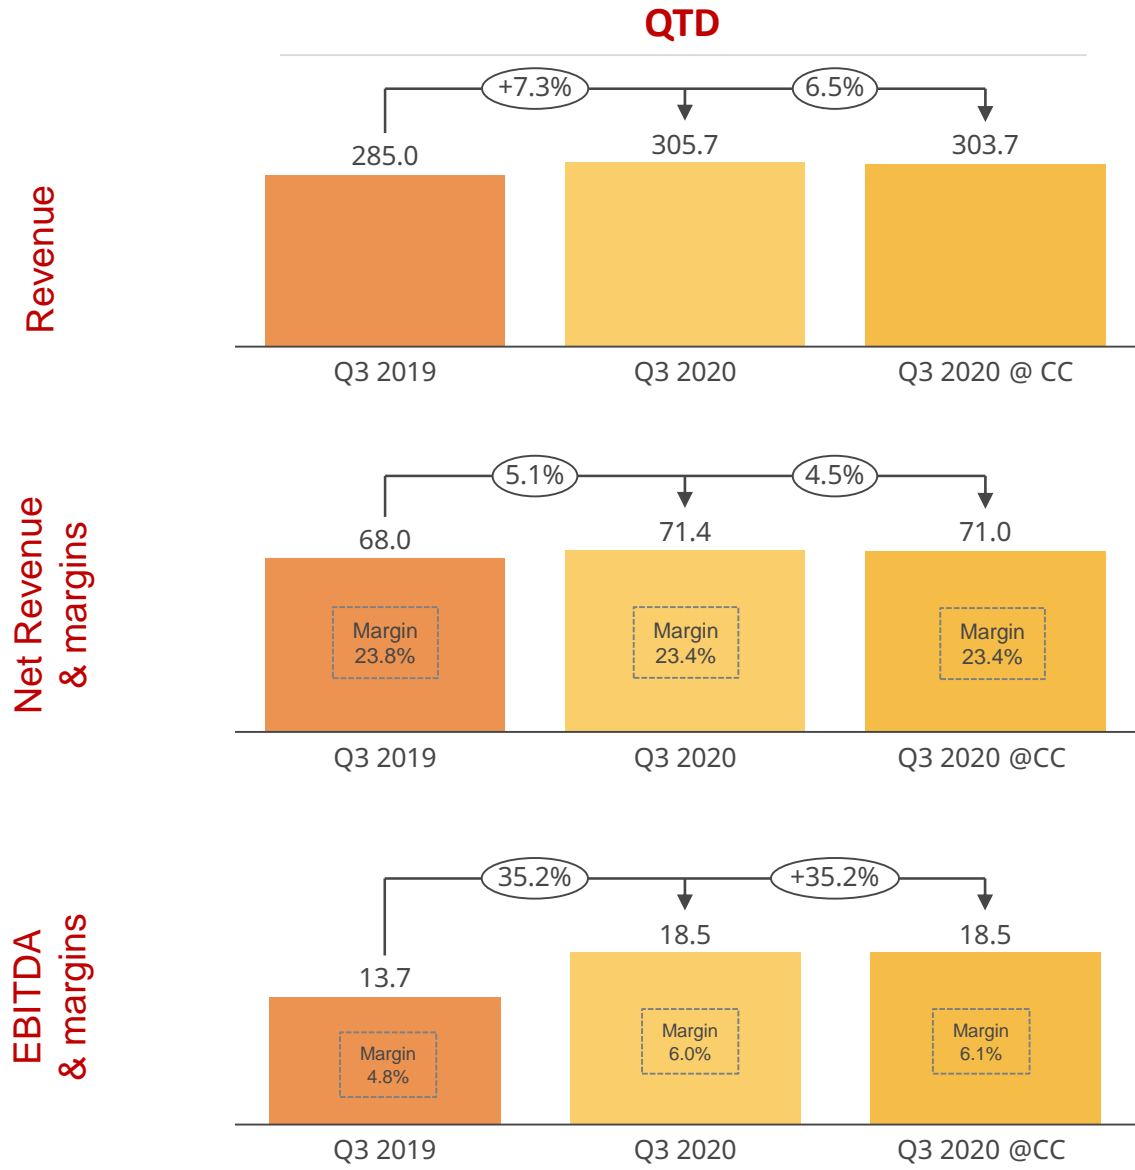 QTD
Revenue
+7.3%
6.5%
285.0
305.7
303.7
Q3 2019
Q3 2020
Q3 2020 @ CC
Net Revenue
& margins
5.1%
4.5%
68.0
71.4
71.0
Margin
23.8%
Margin
23.4%
Margin
23.4%
Q3 2019
Q3 2020
Q3 2020 @CC
EBITDA
& margins
35.2%
+35.2%
13.7
18.5
18.5
Margin
4.8%
Margin
6.0%
Margin
6.1%
Q3 2019
Q3 2020
Q3 2020 @CC